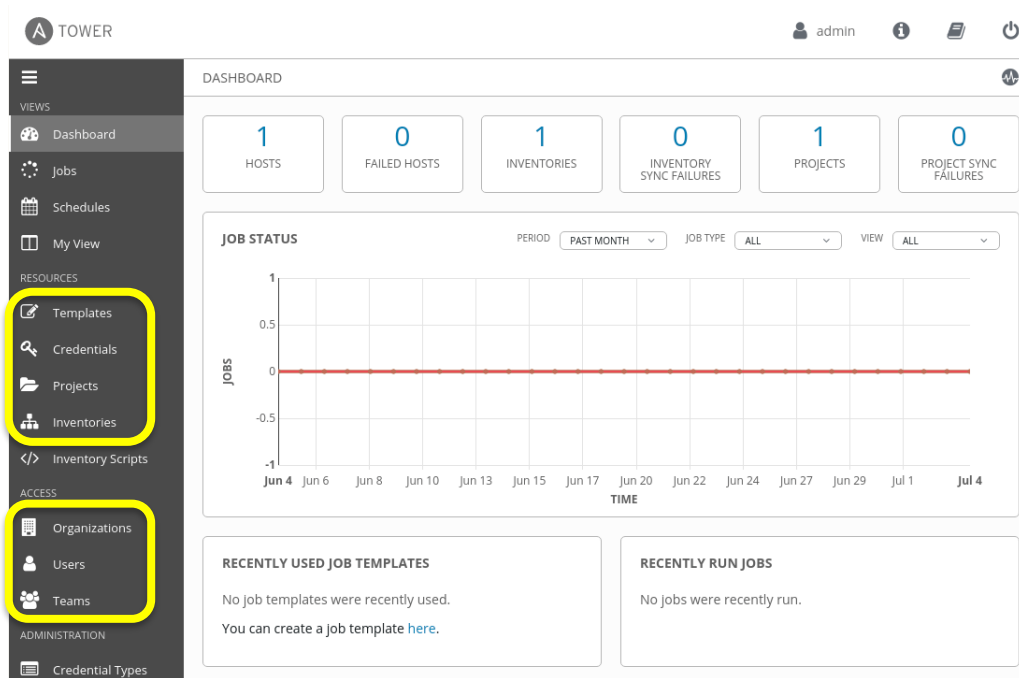 A TOWER
admin
VIEWS
Dashboard
Jobs
Schedules
My View
RESOURCES
Templates
Credentials
Projects
Inventories
</> Inventory Scripts
ACCESS
Organizations
Users
Teams
ADMINISTRATION
Credential Types
DASHBOARD
1
HOSTS
0
FAILED HOSTS
1
INVENTORIES
0
INVENTORY
SYNC FAILURES
1
PROJECTS
0
PROJECT SYNC
FAILURES
JOB STATUS
PERIOD PAST MONTH JOB TYPE ALL VIEW ALL
1
0.5
0
-0.5
-1
JOBS
Jun 4 Jun 6 Jun 8 Jun 10 Jun 13 Jun 15 Jun 17 Jun 20 Jun 22 Jun 24 Jun 27 Jun 29 Jul 1 Jul 4
TIME
RECENTLY USED JOB TEMPLATES
No job templates were recently used.
You can create a job template here.
RECENTLY RUN JOBS
No jobs were recently run.